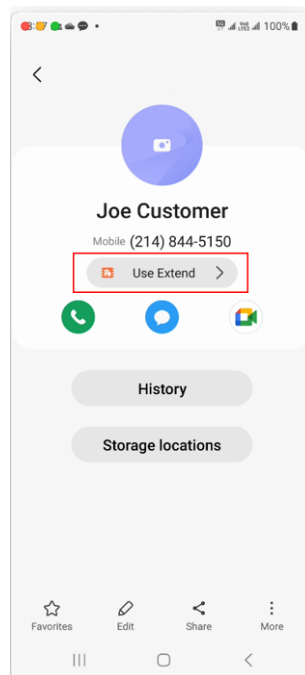 100%
Joe Customer
Mobile (214) 844-5150
Use Extend
History
Storage locations
Favorites Edit Share More